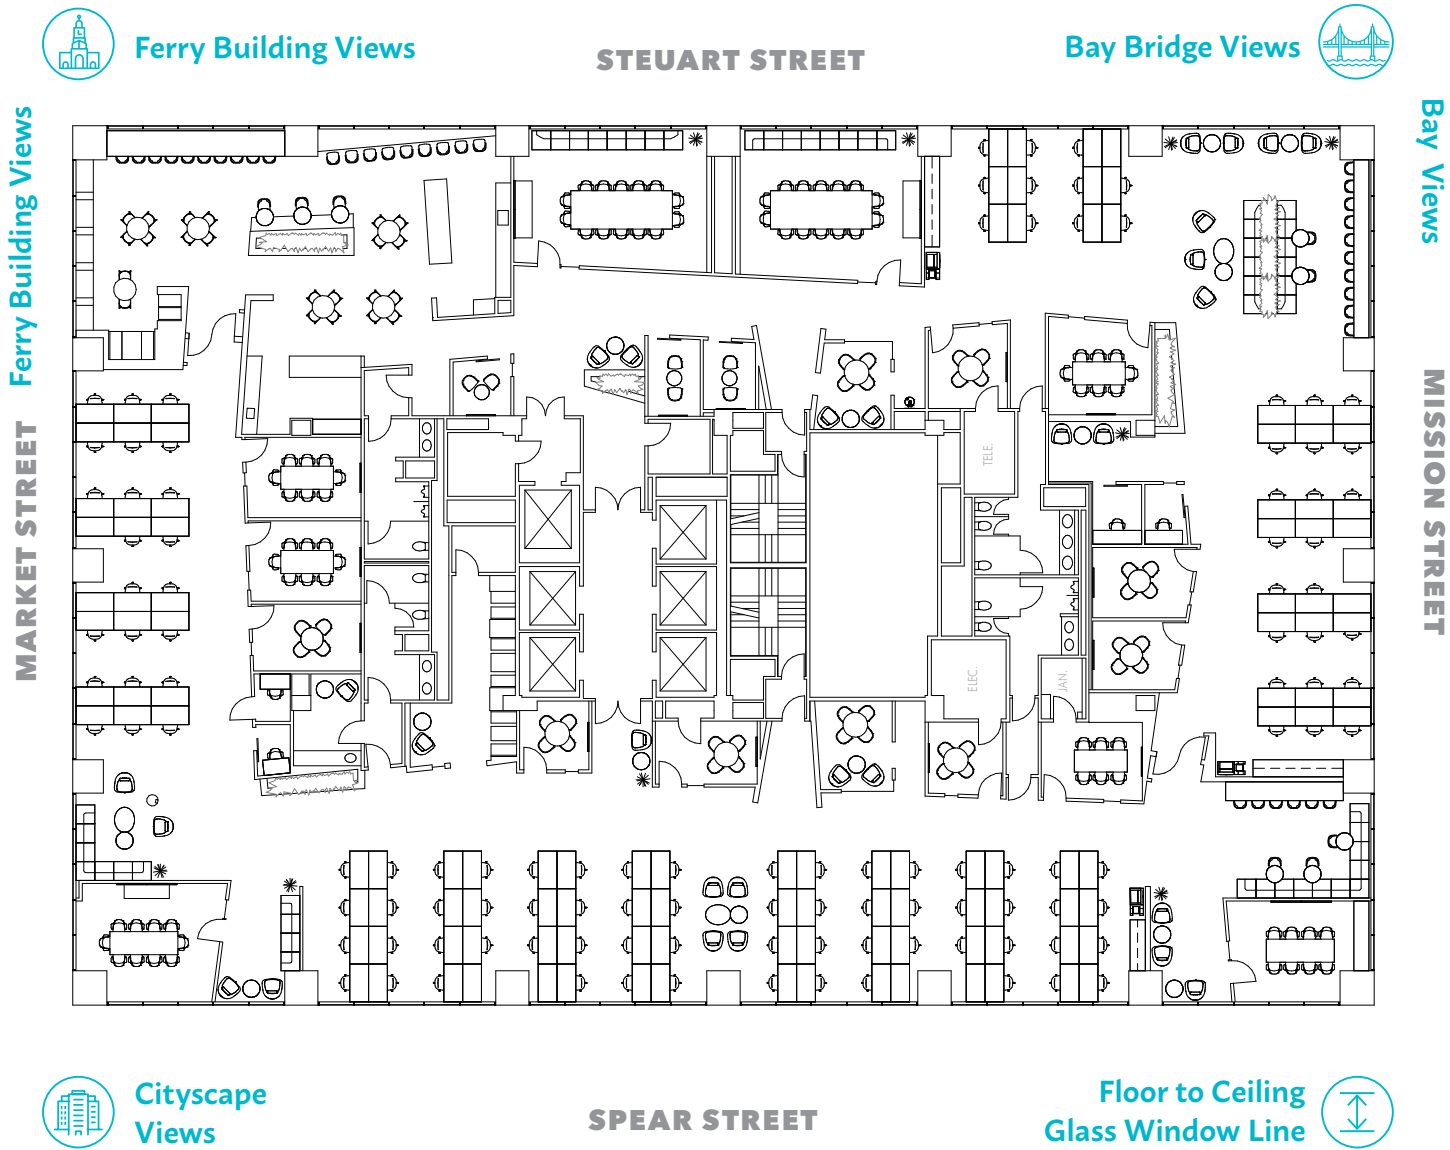 Ferry Building Views
STEUART STREET
Bay Bridge Views
Ferry Building Views
Bay Views
MARKET STREET
MISSION STREET
TELE.
ELEC.
JAN.
Cityscape
Views
SPEAR STREET
Floor to Ceiling
Glass Window Line